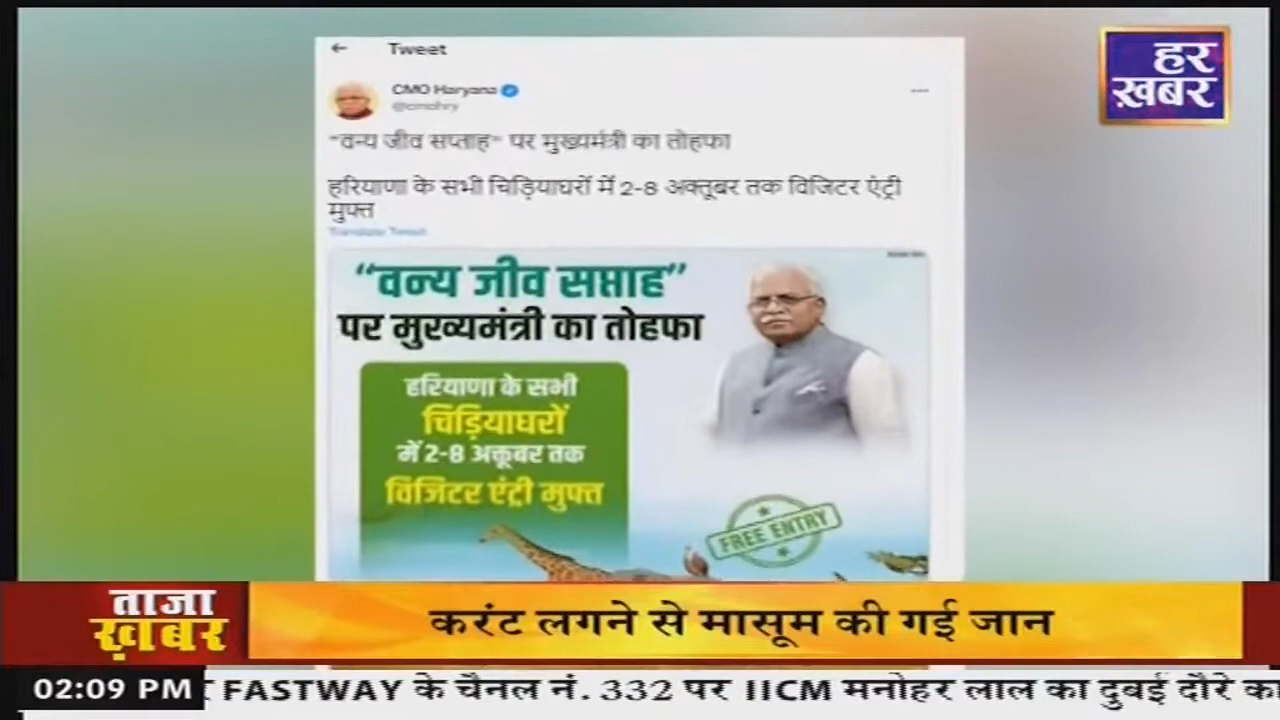 Tweet
हर
ख़बर
CMO Haryana
@cmohry
"वन्य जीव सप्ताह" पर मुख्यमंत्री का तोहफा
हरियाणा के सभी चिड़ियाघरों में 2-8 अक्तूबर तक विजिटर एंट्री
मुफ्त
Translate Tweet
“वन्य जीव सप्ताह”
पर मुख्यमंत्री का तोहफा
हरियाणा के सभी
चिड़ियाघरों
में 2-8 अक्तूबर तक
विजिटर एंट्री मुफ्त
FREE ENTRY
ताजा
ख़बर
करंट लगने से मासूम की गई जान
02:09 PM
FASTWAY के चैनल नं. 332 पर IICM मनोहर लाल का दुबई दौरे का